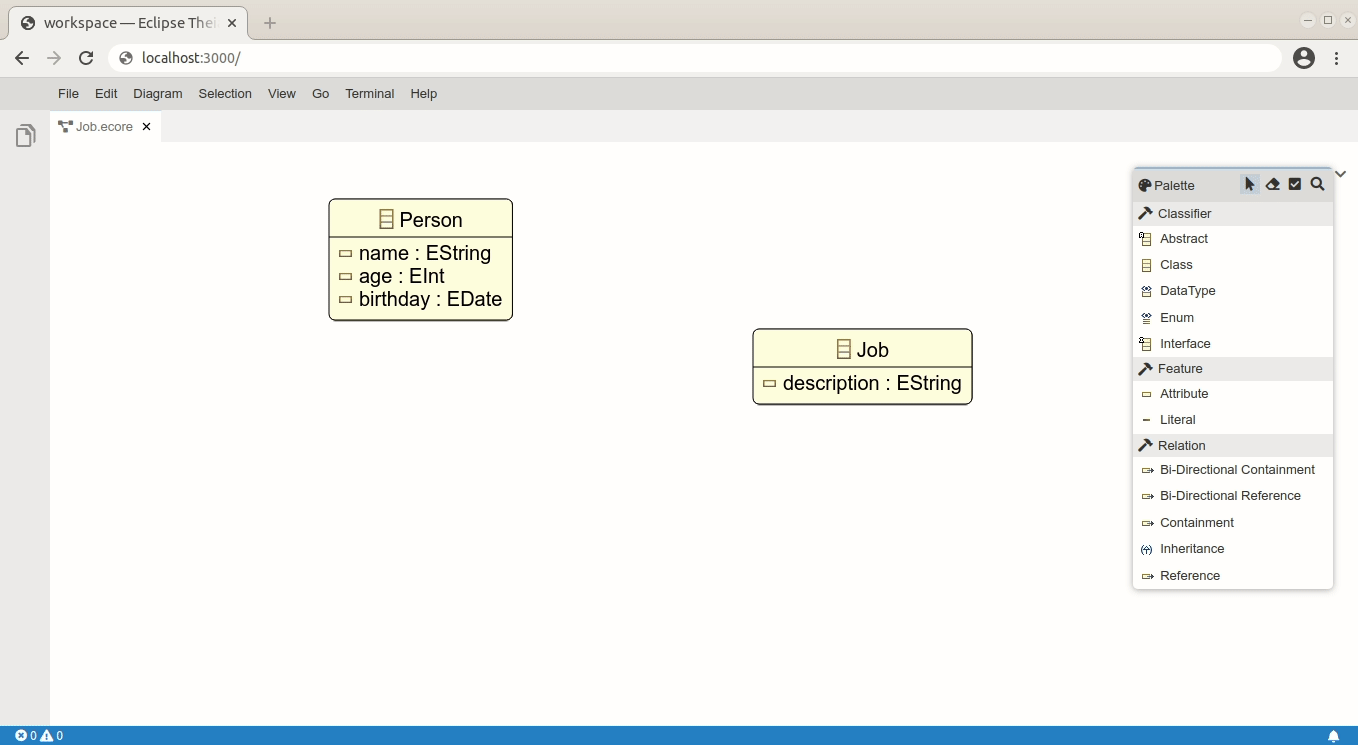 workspace — Eclipse Thei
localhost:3000/
File Edit Diagram Selection View Go Terminal Help
Job.ecore
Person
name : EString
age : EInt
birthday : EDate
Job
description : EString
Palette
Classifier
Abstract
Class
DataType
Enum
Interface
Feature
Attribute
Literal
Relation
Bi-Directional Containment
Bi-Directional Reference
Containment
Inheritance
Reference
0 0